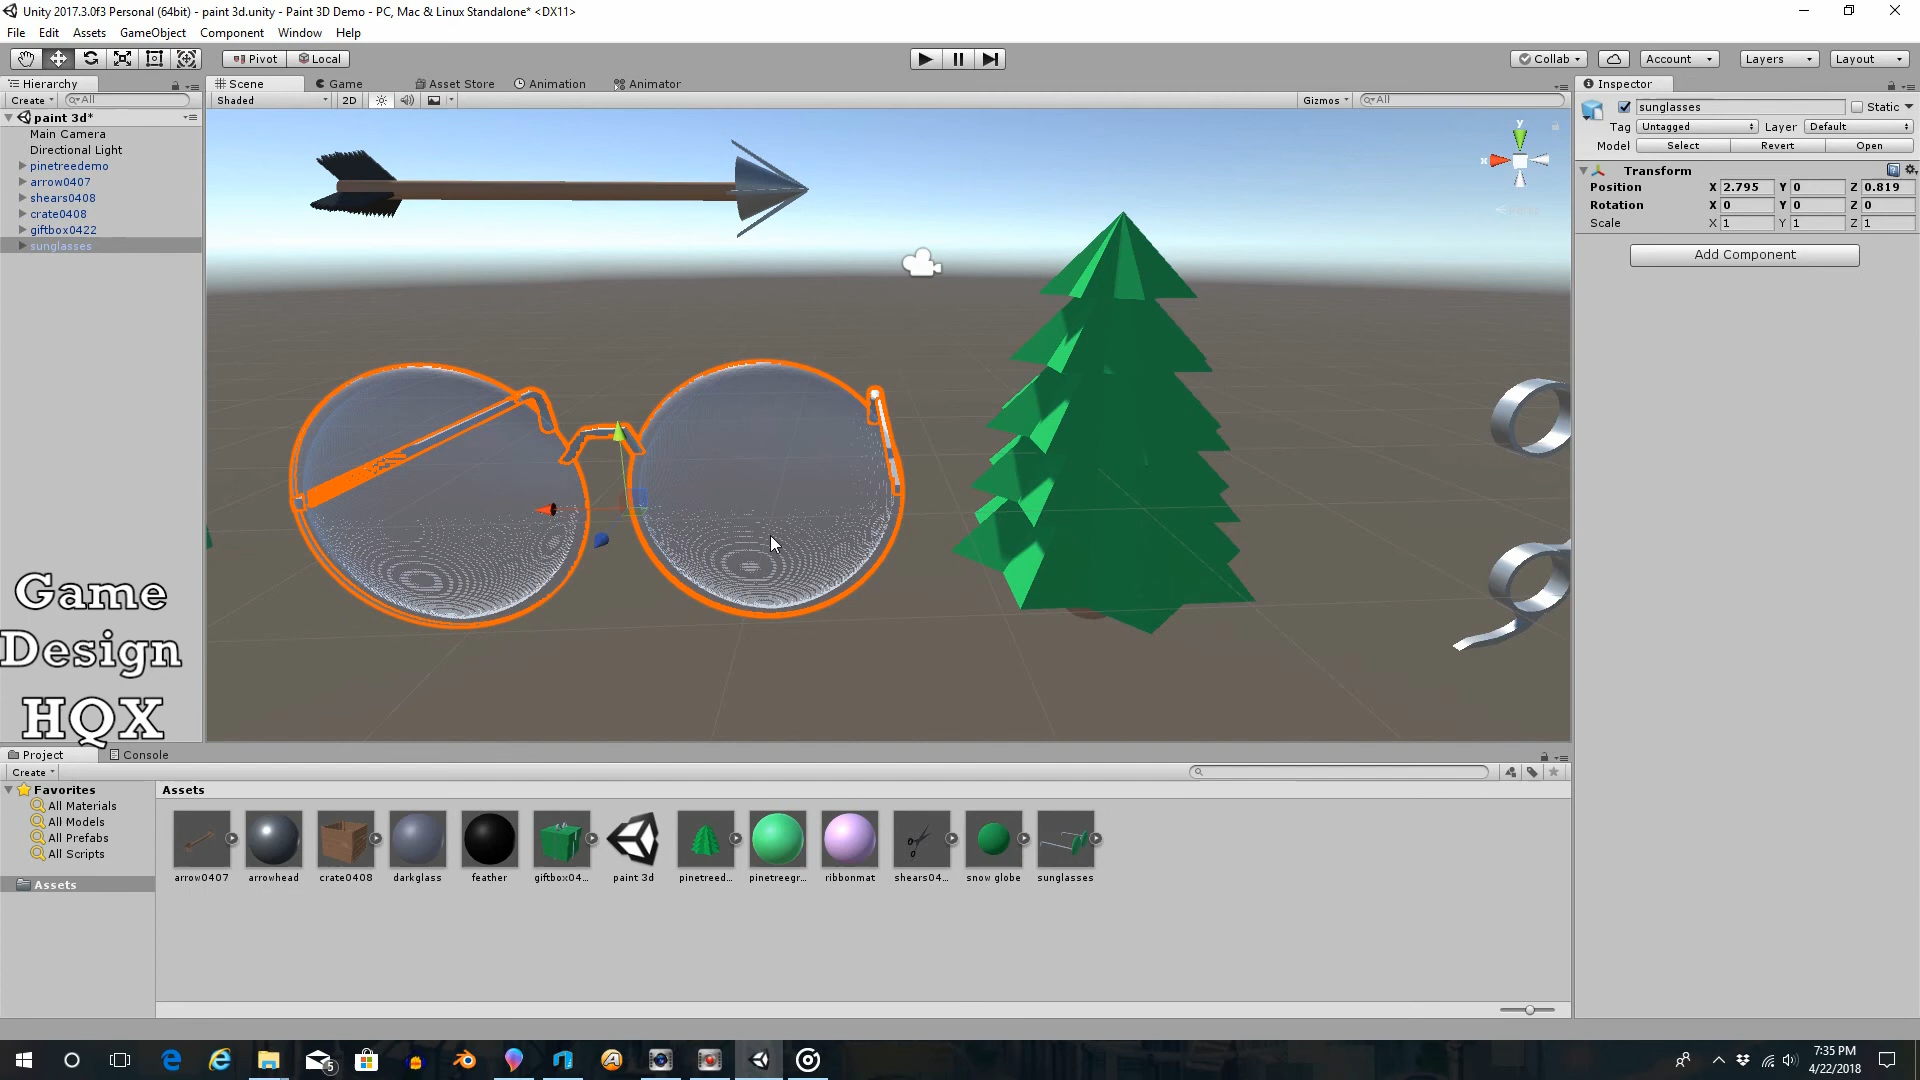 Unity 2017.3.0f3 Personal (64bit) - paint 3d.unity - Paint 3D Demo - PC, Mac & Linux Standalone* <DX11>
File Edit Assets GameObject Component Window Help
Pivot Local
Collab Account Layers Layout
Hierarchy
Create All
paint 3d*
Main Camera
Directional Light
pinetreedemo
arrow0407
shears0408
crate0408
giftbox0422
sunglasses
Scene Game Asset Store Animation Animator
Shaded 2D Gizmos All
y
x
Inspector
sunglasses Static
Tag Untagged Layer Default
Model Select Revert Open
Transform
Position X 2.795 Y 0 Z 0.819
Rotation X 0 Y 0 Z 0
Scale X 1 Y 1 Z 1
Add Component
Game
Design
HQX
Project Console
Create
Favorites
All Materials
All Models
All Prefabs
All Scripts
Assets
Assets
arrow0407 arrowhead crate0408 darkglass feather giftbox04... paint 3d pinetreed... pinetreegr... ribbonmat shears04... snow globe sunglasses
5
7:35 PM
4/22/2018